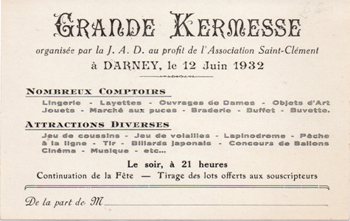 GRANDE KERMESSE
organisée par la J. A. D. au profit de l'Association Saint-Clément
à DARNEY, le 12 Juin 1932
NOMBREUX COMPTOIRS
Lingerie - Layettes - Ouvrages de Dames - Objets d'Art
Jouets - Marché aux puces - Braderie - Buffet - Buvette.
ATTRACTIONS DIVERSES
Jeu de coussins - Jeu de volailles - Lapinodrome - Pêche
à la ligne - Tir - Billards japonais - Concours de Ballons
Cinéma - Musique - etc...
Le soir, à 21 heures
Continuation de la Fête — Tirage des lots offerts aux souscripteurs
De la part de M